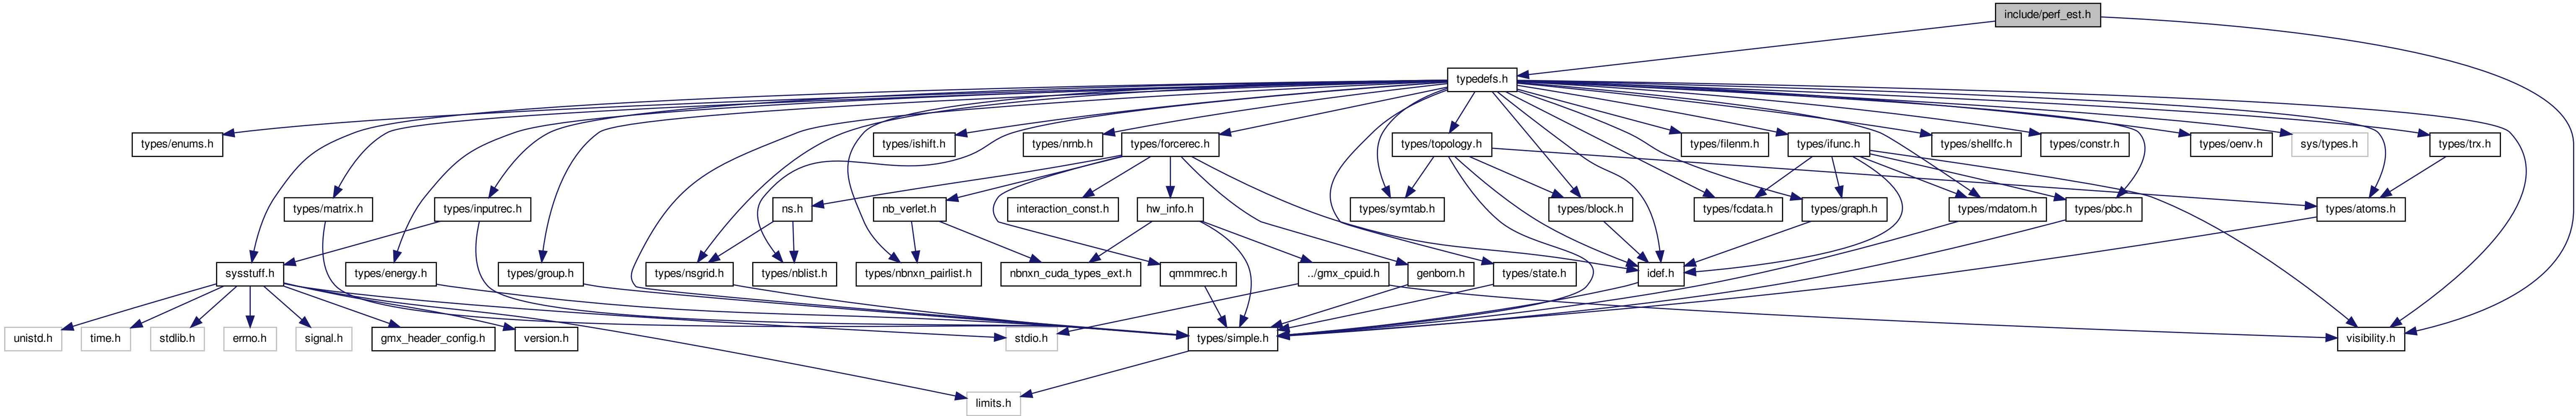 include/perf_est.h
typedefs.h
types/enums.h
types/ishift.h
types/nrnb.h
types/forcerec.h
types/topology.h
types/filenm.h
types/ifunc.h
types/shellfc.h
types/constr.h
types/oenv.h
sys/types.h
types/trx.h
types/matrix.h
types/inputrec.h
ns.h
nb_verlet.h
interaction_const.h
hw_info.h
types/symtab.h
types/block.h
types/fcdata.h
types/graph.h
types/mdatom.h
types/pbc.h
types/atoms.h
sysstuff.h
types/energy.h
types/group.h
types/nsgrid.h
types/nblist.h
types/nbnxn_pairlist.h
nbnxn_cuda_types_ext.h
qmmmrec.h
../gmx_cpuid.h
genborn.h
types/state.h
idef.h
unistd.h
time.h
stdlib.h
errno.h
signal.h
gmx_header_config.h
version.h
stdio.h
types/simple.h
visibility.h
limits.h